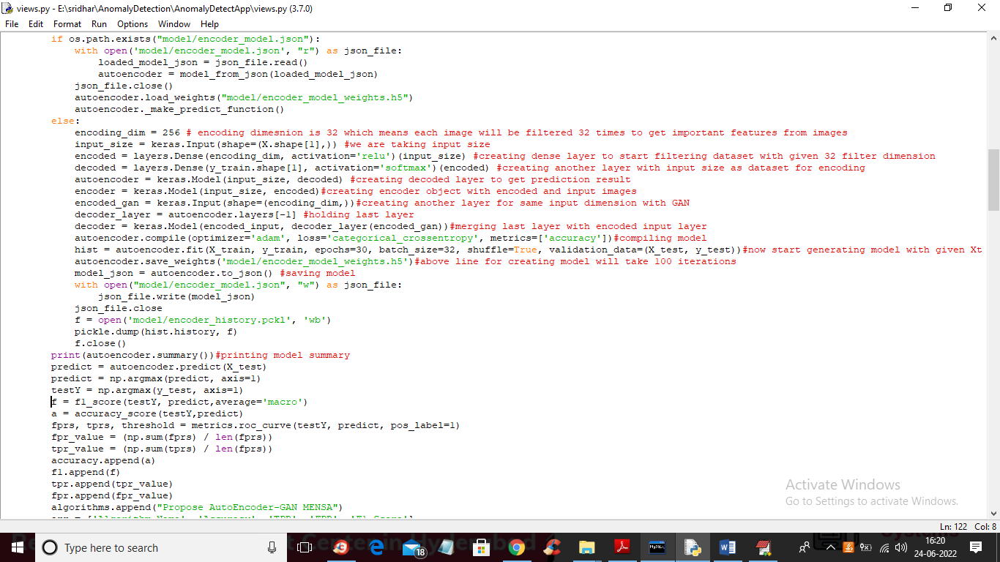 views.py - E:\sridhar\AnomalyDetection\AnomalyDetectApp\views.py (3.7.0)
File Edit Format Run Options Window Help
if os.path.exists("model/encoder_model.json"):
with open('model/encoder_model.json', "r") as json_file:
loaded_model_json = json_file.read()
autoencoder = model_from_json(loaded_model_json)
json_file.close()
autoencoder.load_weights("model/encoder_model_weights.h5")
autoencoder._make_predict_function()
else:
encoding_dim = 256 # encoding dimesnion is 32 which means each image will be filtered 32 times to get important features from images
input_size = keras.Input(shape=(X.shape[1],)) #we are taking input size
encoded = layers.Dense(encoding_dim, activation='relu')(input_size) #creating dense layer to start filtering dataset with given 32 filter dimension
decoded = layers.Dense(y_train.shape[1], activation='softmax')(encoded) #creating another layer with input size as dataset for encoding
autoencoder = keras.Model(input_size, decoded) #creating decoded layer to get prediction result
encoder = keras.Model(input_size, encoded)#creating encoder object with encoded and input images
encoded_gan = keras.Input(shape=(encoding_dim,))#creating another layer for same input dimension with GAN
decoder_layer = autoencoder.layers[-1] #holding last layer
decoder = keras.Model(encoded_input, decoder_layer(encoded_gan))#merging last layer with encoded input layer
autoencoder.compile(optimizer='adam', loss='categorical_crossentropy', metrics=['accuracy'])#compiling model
hist = autoencoder.fit(X_train, y_train, epochs=30, batch_size=32, shuffle=True, validation_data=(X_test, y_test))#now start generating model with given Xt
autoencoder.save_weights('model/encoder_model_weights.h5')#above line for creating model will take 100 iterations
model_json = autoencoder.to_json() #saving model
with open("model/encoder_model.json", "w") as json_file:
json_file.write(model_json)
json_file.close
f = open('model/encoder_history.pckl', 'wb')
pickle.dump(hist.history, f)
f.close()
print(autoencoder.summary())#printing model summary
predict = autoencoder.predict(X_test)
predict = np.argmax(predict, axis=1)
testY = np.argmax(y_test, axis=1)
f = f1_score(testY, predict,average='macro')
a = accuracy_score(testY,predict)
fprs, tprs, threshold = metrics.roc_curve(testY, predict, pos_label=1)
fpr_value = (np.sum(fprs) / len(fprs))
tpr_value = (np.sum(tprs) / len(fprs))
accuracy.append(a)
f1.append(f)
tpr.append(tpr_value)
fpr.append(fpr_value)
algorithms.append("Propose AutoEncoder-GAN MENSA")
Activate Windows
Go to Settings to activate Windows.
Ln: 122 Col: 8
Type here to search
18
MySQL
16:20
24-06-2022